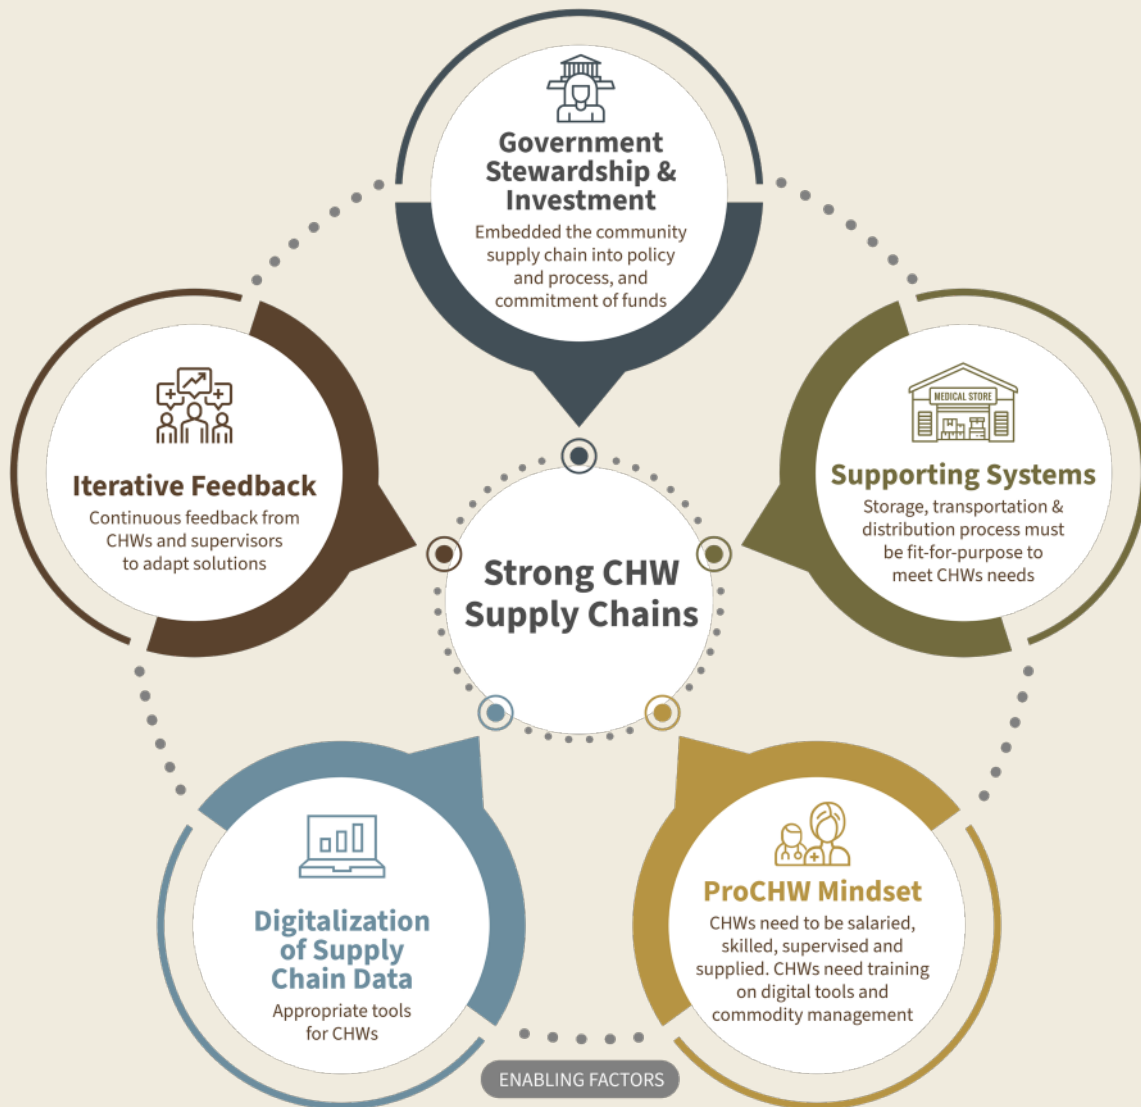 Government
Stewardship &
Investment
Embedded the community
supply chain into policy
and process, and
commitment of funds
MEDICAL STORE
Supporting Systems
Storage, transportation &
distribution process must
be fit-for-purpose to
meet CHWs needs
Iterative Feedback
Continuous feedback from
CHWs and supervisors
to adapt solutions
Strong CHW
Supply Chains
Digitalization
of Supply
Chain Data
Appropriate tools
for CHWs
ProCHW Mindset
CHWs need to be salaried,
skilled, supervised and
supplied. CHWs need training
on digital tools and
commodity management
ENABLING FACTORS